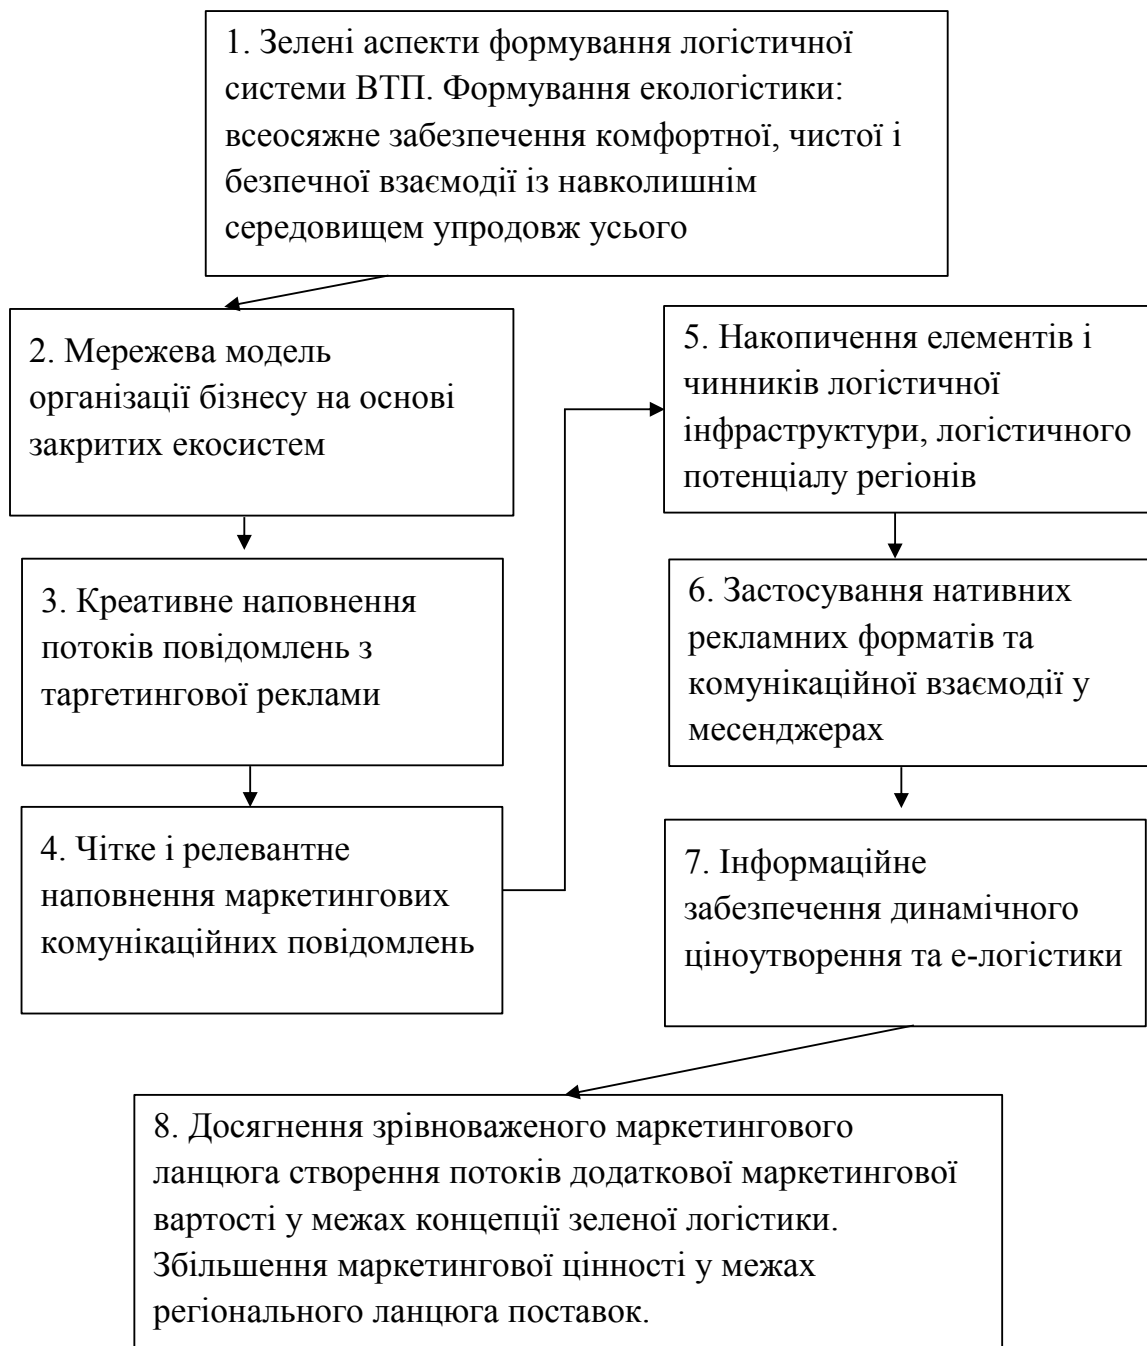 1. Зелені аспекти формування логістичної
системи ВТП. Формування екологістики:
всеосяжне забезпечення комфортної, чистої і
безпечної взаємодії із навколишнім
середовищем упродовж усього
2. Мережева модель
організації бізнесу на основі
закритих екосистем
3. Креативне наповнення
потоків повідомлень з
таргетингової реклами
4. Чітке і релевантне
наповнення маркетингових
комунікаційних повідомлень
5. Накопичення елементів і
чинників логістичної
інфраструктури, логістичного
потенціалу регіонів
6. Застосування нативних
рекламних форматів та
комунікаційної взаємодії у
месенджерах
7. Інформаційне
забезпечення динамічного
ціноутворення та е-логістики
8. Досягнення зрівноваженого маркетингового
ланцюга створення потоків додаткової маркетингової
вартості у межах концепції зеленої логістики.
Збільшення маркетингової цінності у межах
регіонального ланцюга поставок.